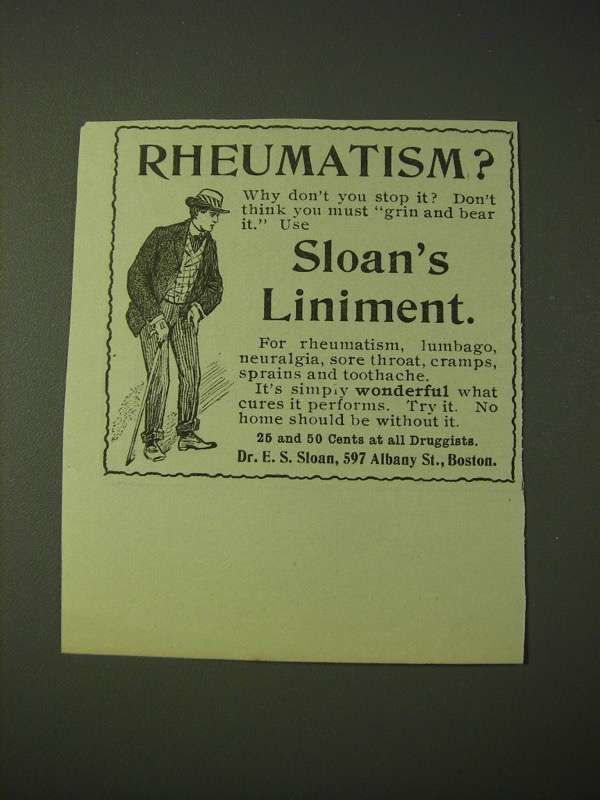 RHEUMATISM?
Why don't you stop it? Don't
think you must "grin and bear
it." Use
Sloan's
Liniment.
For rheumatism, lumbago,
neuralgia, sore throat, cramps,
sprains and toothache.
It's simply wonderful what
cures it performs. Try it. No
home should be without it.
25 and 50 Cents at all Druggists.
Dr. E. S. Sloan, 597 Albany St., Boston.